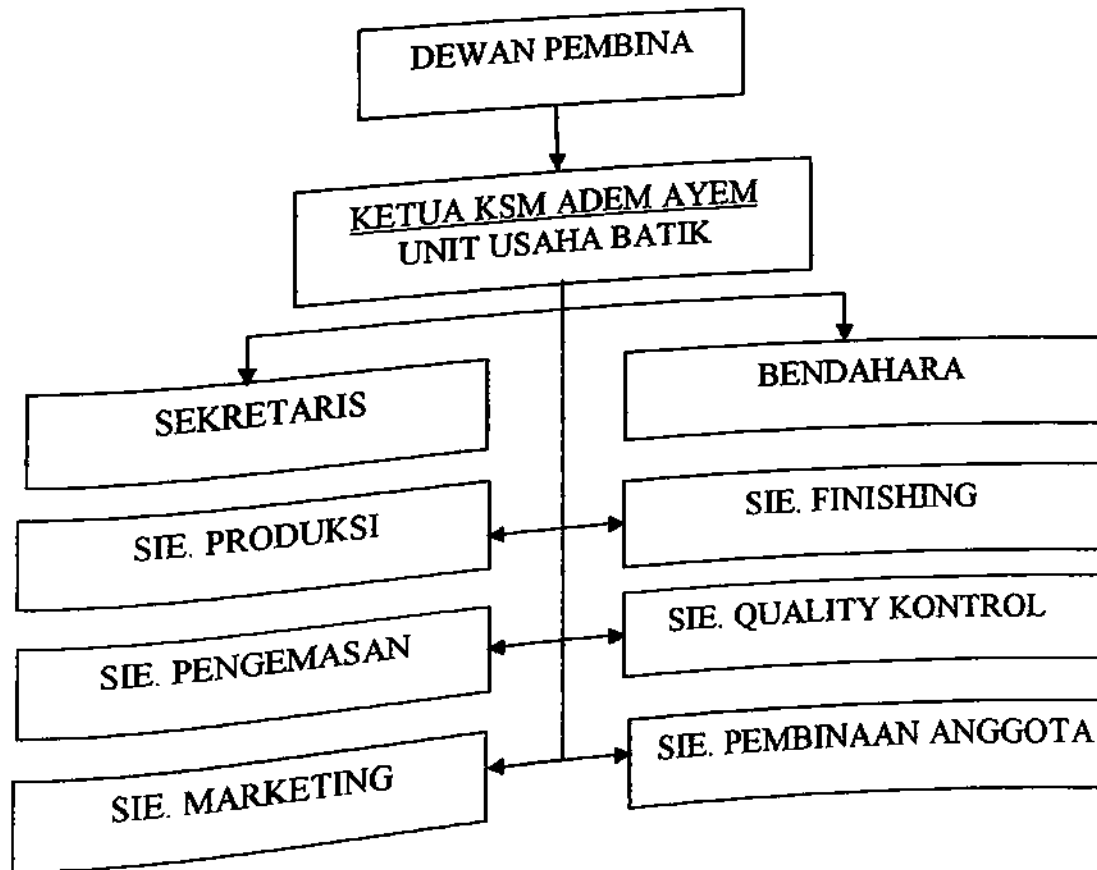 DEWAN PEMBINA
KETUA KSM ADEM AYEM
UNIT USAHA BATIK
SEKRETARIS
BENDAHARA
SIE. PRODUKSI
SIE. FINISHING
SIE. PENGEMASAN
SIE. QUALITY KONTROL
SIE. MARKETING
SIE. PEMBINAAN ANGGOTA